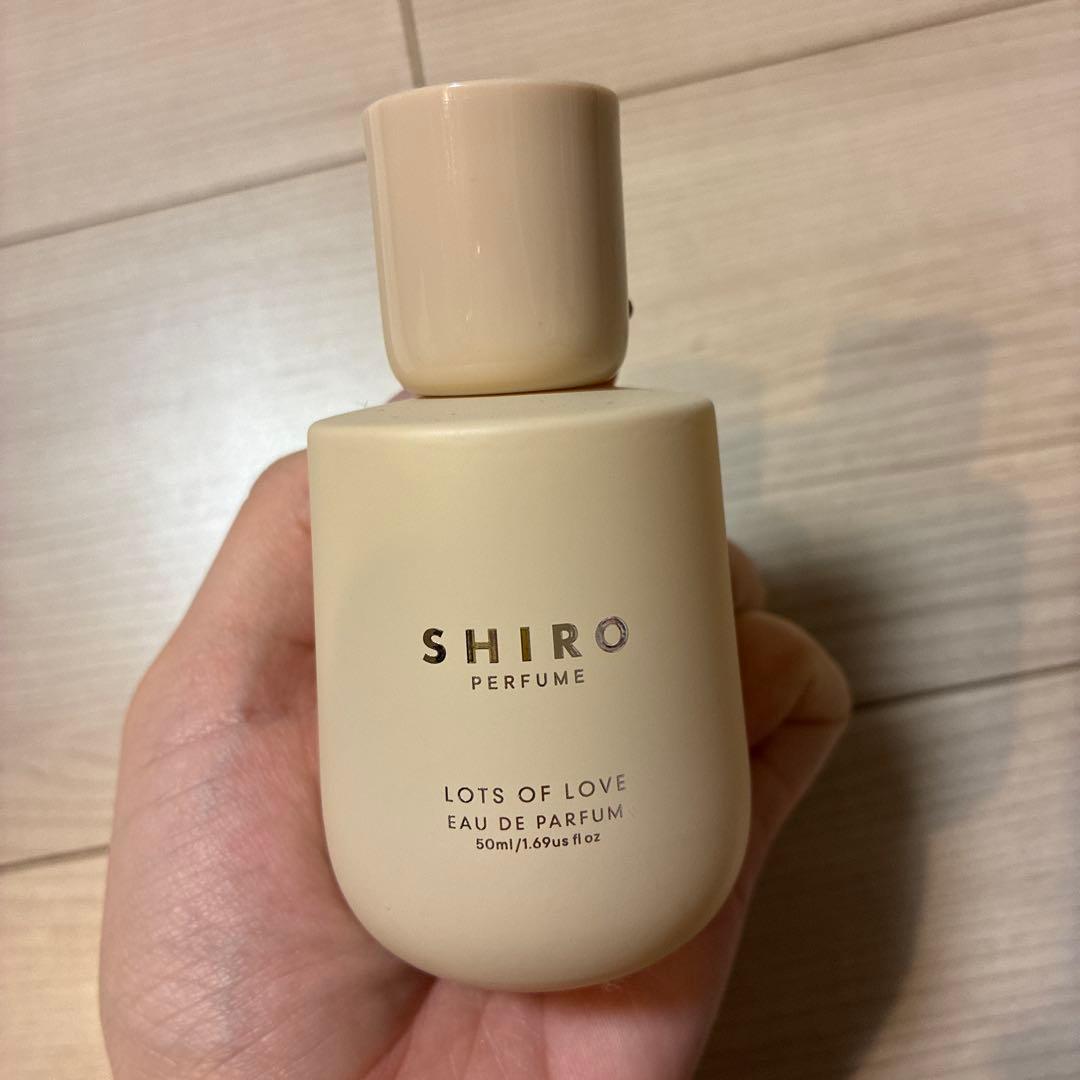 SHIRO
PERFUME
LOTS OF LOVE
EAU DE PARFUM
50ml/1.69us fl oz